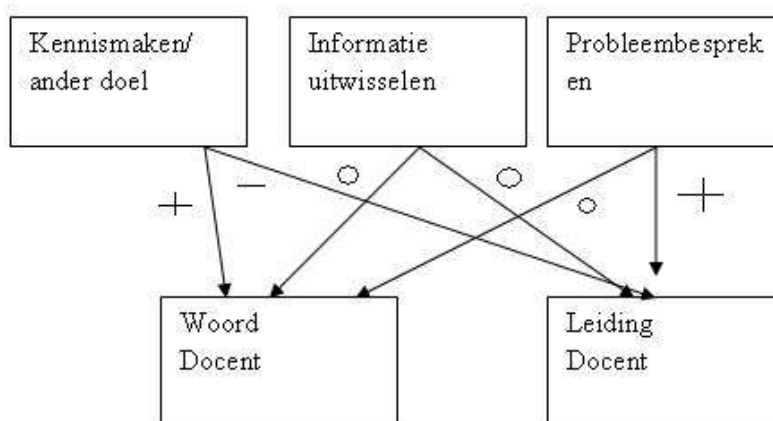 Kennismaken/
ander doel
Informatie
uitwisselen
Probleembesprek
en
+
—
○
○
○
+
Woord
Docent
Leiding
Docent